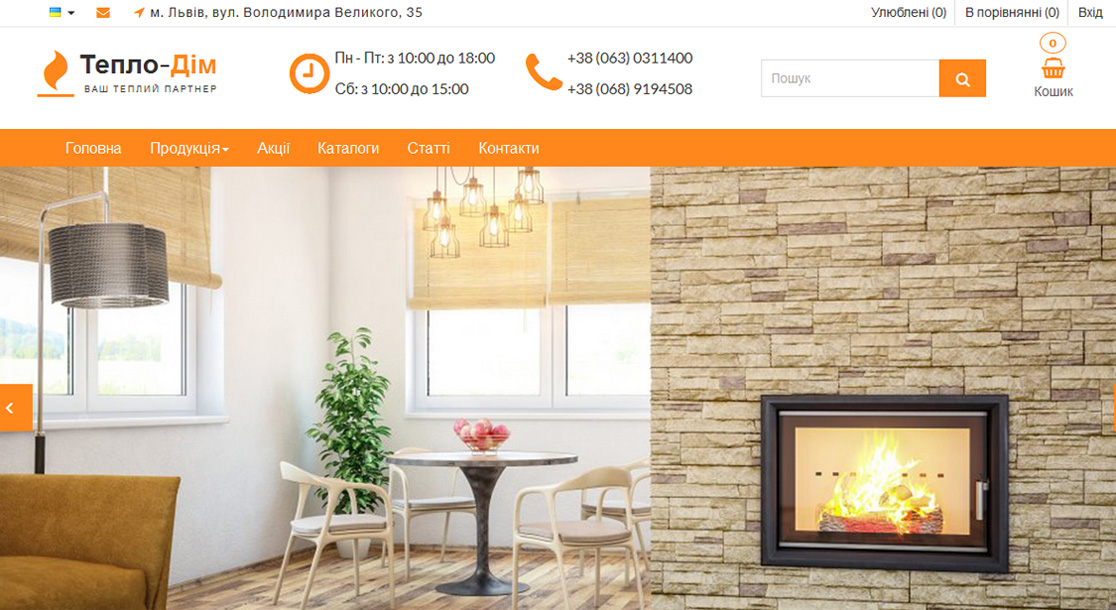 м. Львів, вул. Володимира Великого, 35
Улюблені (0)
В порівнянні (0)
Вхід
Тепло-Дім
ВАШ ТЕПЛИЙ ПАРТНЕР
Пн - Пт: з 10:00 до 18:00
Сб: з 10:00 до 15:00
+38 (063) 0311400
+38 (068) 9194508
Пошук
0
Кошик
Головна
Продукція
Акції
Каталоги
Статті
Контакти